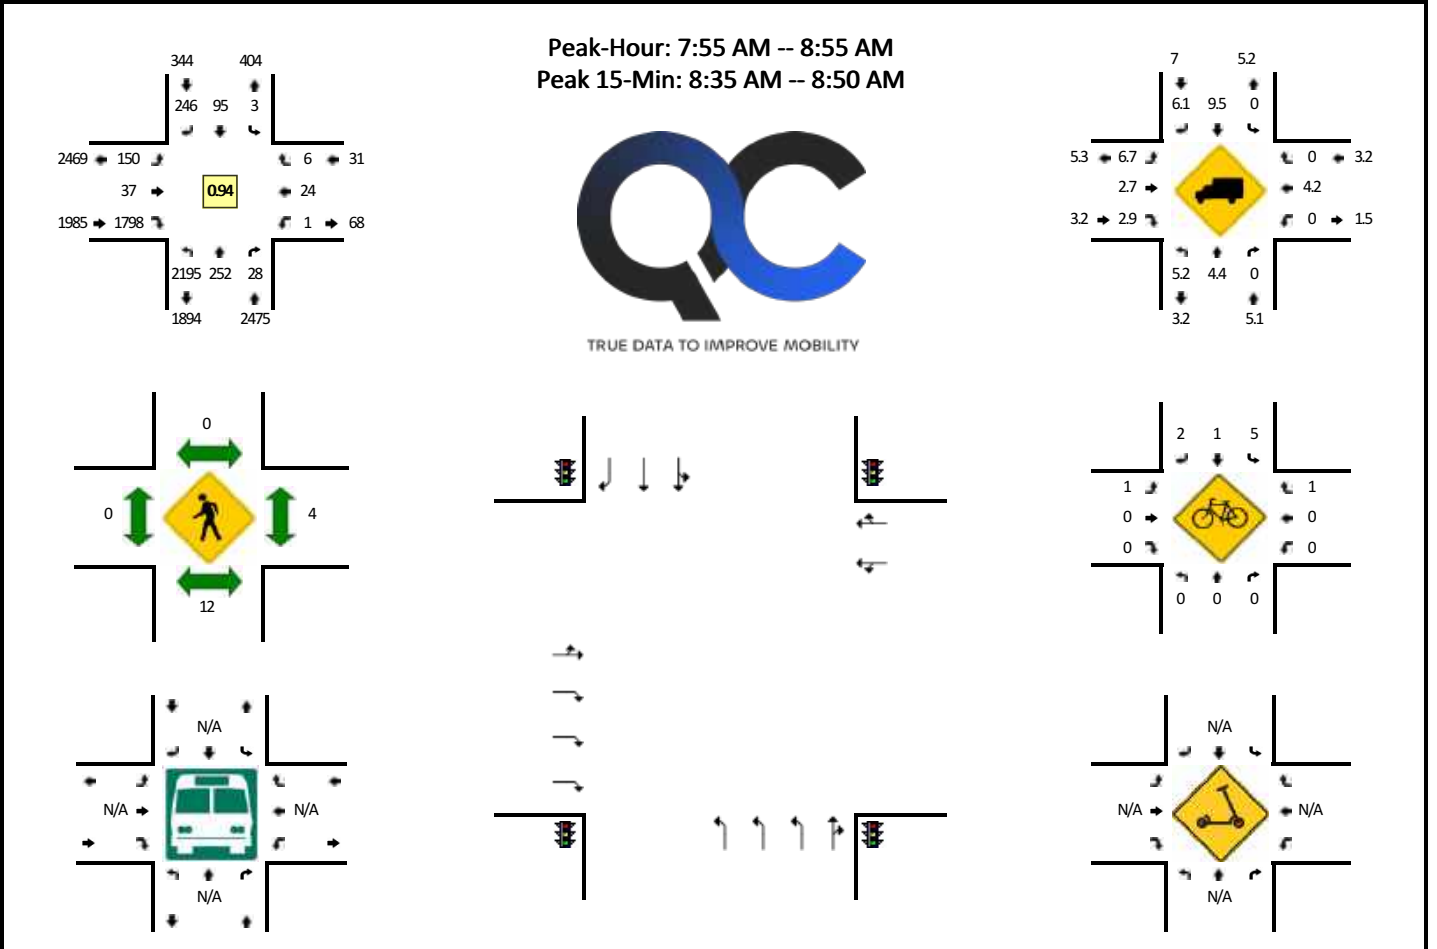 Peak-Hour: 7:55 AM -- 8:55 AM
Peak 15-Min: 8:35 AM -- 8:50 AM
344 404
246 95 3
2469 150 6 31
37 0.94 24
1985 1798 1 68
2195 252 28
1894 2475
QC
TRUE DATA TO IMPROVE MOBILITY
7 5.2
6.1 9.5 0
5.3 6.7 0 3.2
2.7 4.2
3.2 2.9 0 1.5
5.2 4.4 0
3.2 5.1
0
0 4
12
2 1 5
1 1
0 0
0 0
0 0 0
N/A
N/A N/A
N/A
N/A
N/A N/A
N/A